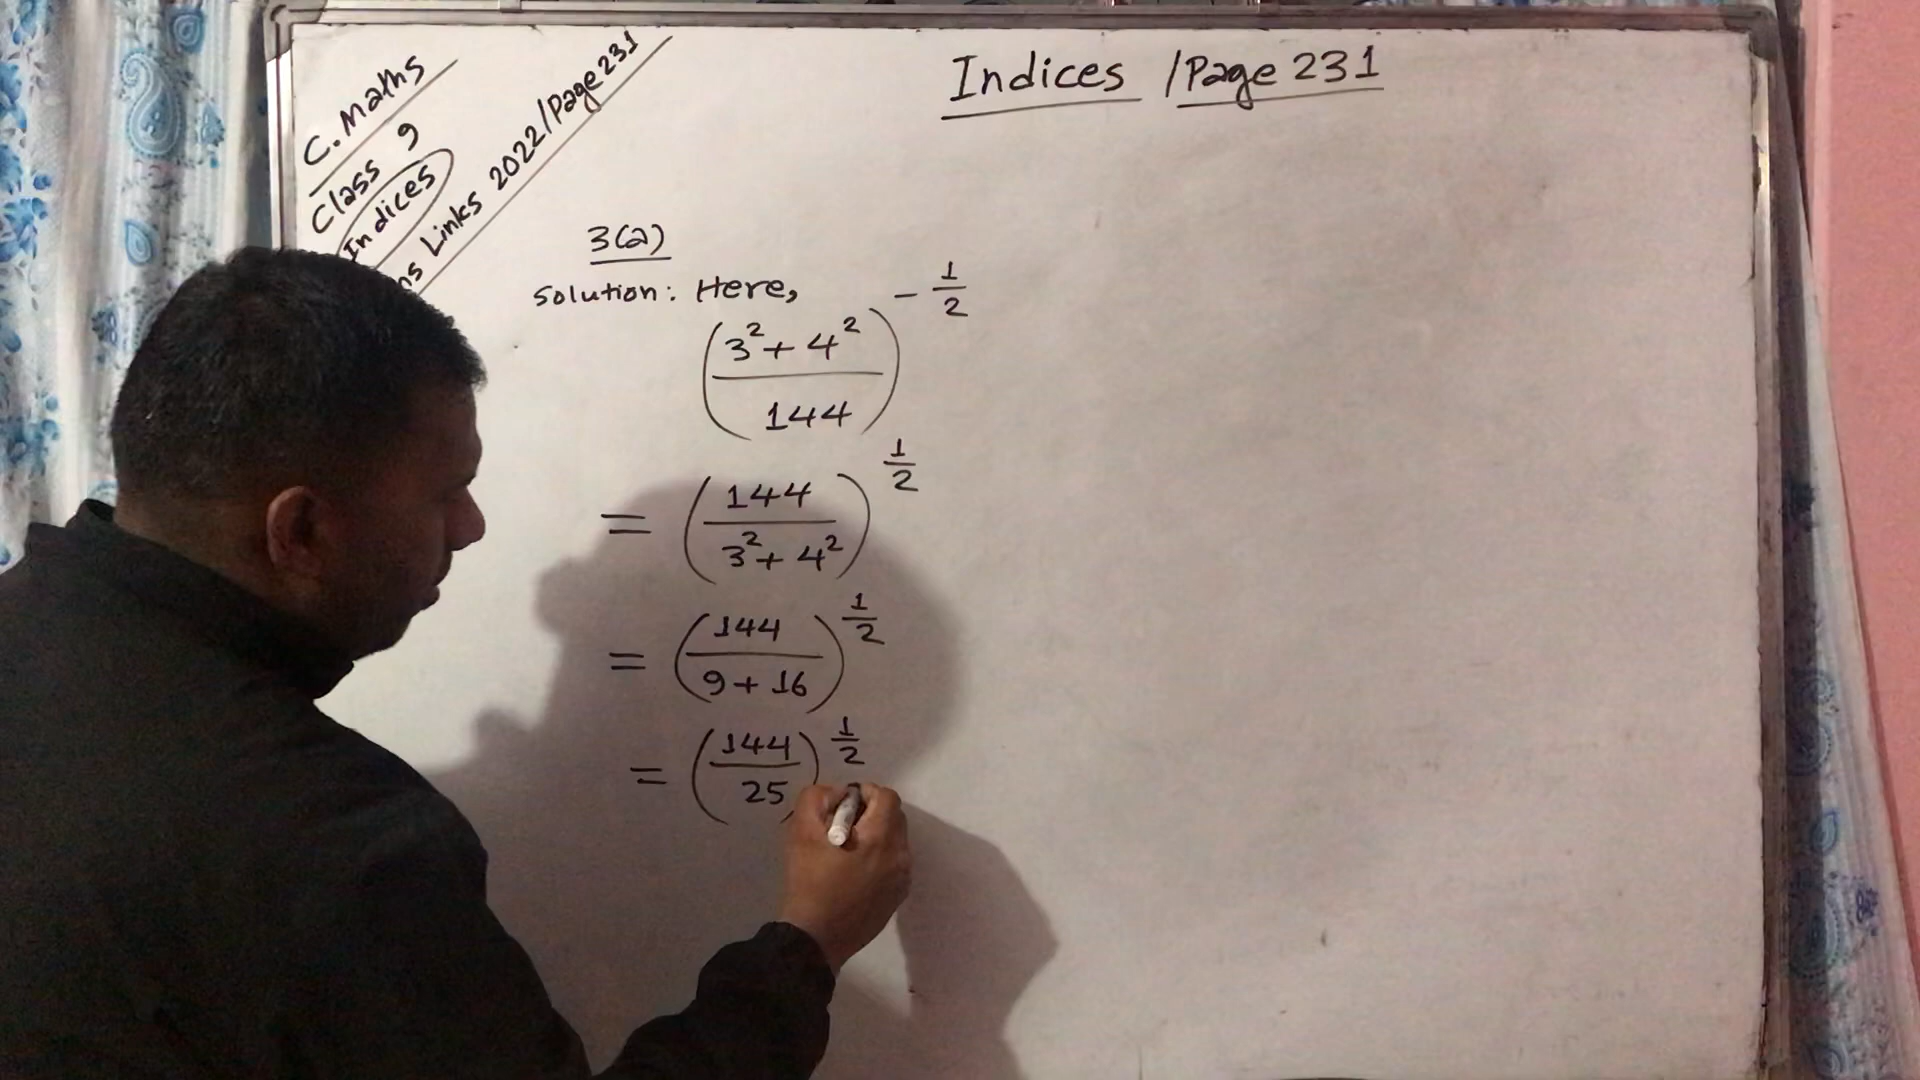 Indices / Page 231
C. Maths
Class 9
Indices
Links 2022/Page 231
3(a)
Solution: Here,
((3² + 4²)/144)^(-1/2)
= (144/(3² + 4²))^(1/2)
= (144/(9 + 16))^(1/2)
= (144/25)^(1/2)